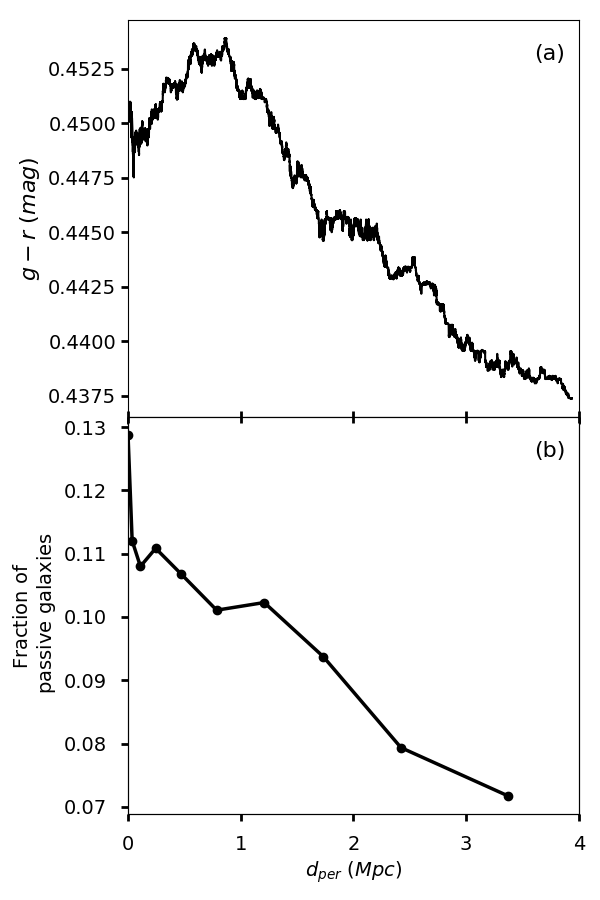 (a)
0.4525
0.4500
0.4475
0.4450
0.4425
0.4400
0.4375
g − r (mag)
(b)
0.13
0.12
0.11
0.10
0.09
0.08
0.07
Fraction of
passive galaxies
0 1 2 3 4
d_per (Mpc)